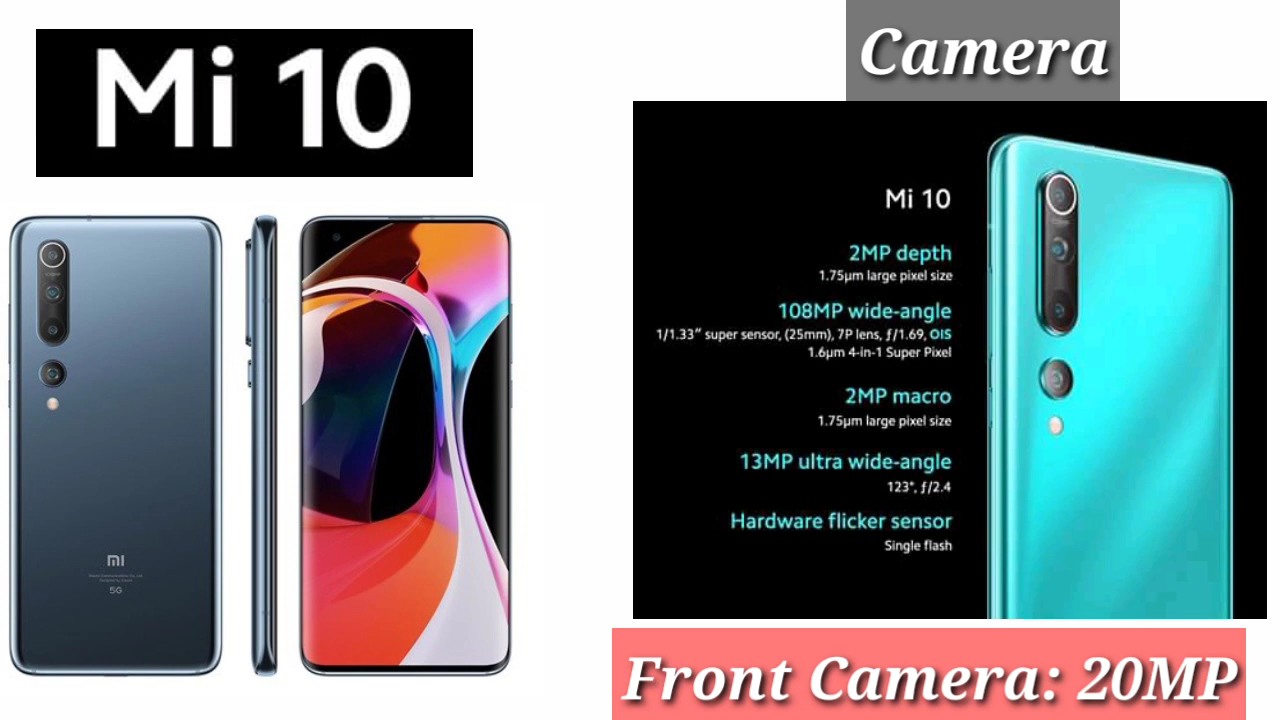 Mi 10
Camera
Mi 10
2MP depth
1.75μm large pixel size
108MP wide-angle
1/1.33″ super sensor, (25mm), 7P lens, ƒ/1.69, OIS
1.6μm 4-in-1 Super Pixel
2MP macro
1.75μm large pixel size
13MP ultra wide-angle
123°, ƒ/2.4
Hardware flicker sensor
Single flash
MI
5G
Front Camera: 20MP